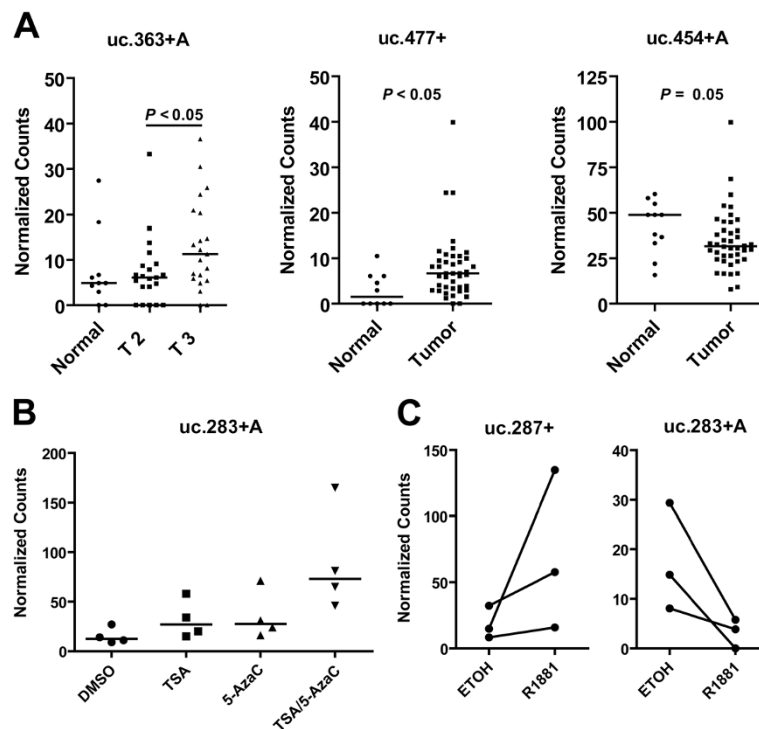 A
uc.363+A
uc.477+
uc.454+A
Normalized Counts
50
40
30
20
10
0
P < 0.05
Normal
T 2
T 3
Normalized Counts
50
40
30
20
10
0
P < 0.05
Normal
Tumor
Normalized Counts
125
100
75
50
25
0
P = 0.05
Normal
Tumor
B
uc.283+A
Normalized Counts
200
150
100
50
0
DMSO
TSA
5-AzaC
TSA/5-AzaC
C
uc.287+
uc.283+A
Normalized Counts
150
100
50
0
ETOH
R1881
40
30
20
10
0
ETOH
R1881